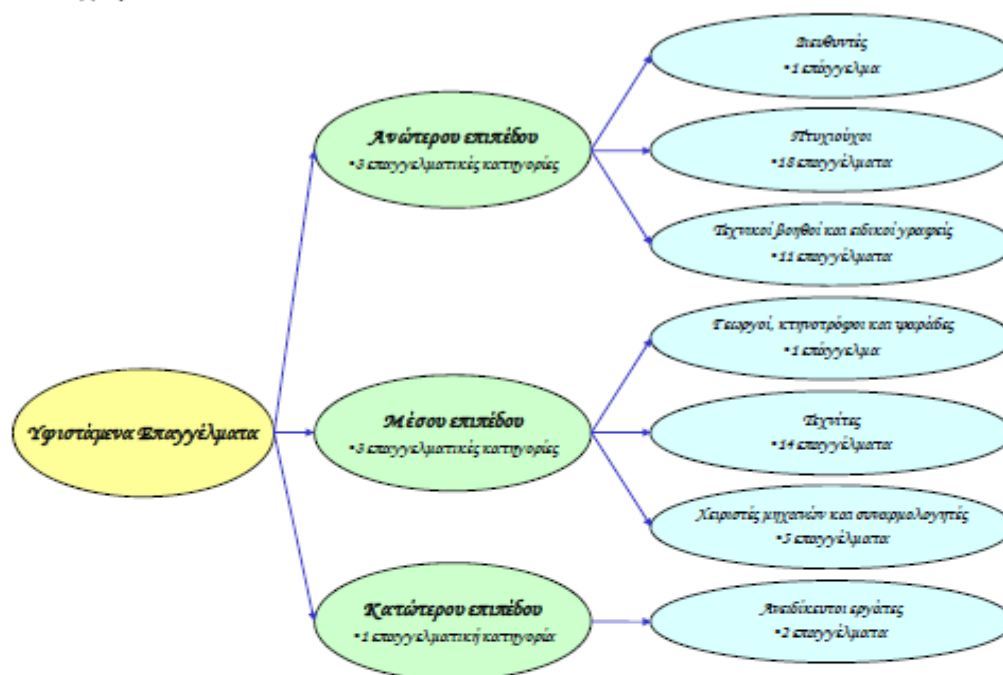 Διευθυντές
•1 επάγγελμα
Ανώτερου επιπέδου
•3 επαγγελματικές κατηγορίες
Πτυχιούχοι
•18 επαγγέλματα
Τεχνικοί βοηθοί και ειδικοί γραφείς
•11 επαγγέλματα
Υφιστάμενα Επαγγέλματα
Μέσου επιπέδου
•3 επαγγελματικές κατηγορίες
Γεωργοί, κτηνοτρόφοι και ψαράδες
•1 επάγγελμα
Τεχνίτες
•14 επαγγέλματα
Χειριστές μηχανών και συναρμολογητές
•5 επαγγέλματα
Κατώτερου επιπέδου
•1 επαγγελματική κατηγορία
Ανειδίκευτοι εργάτες
•2 επαγγέλματα